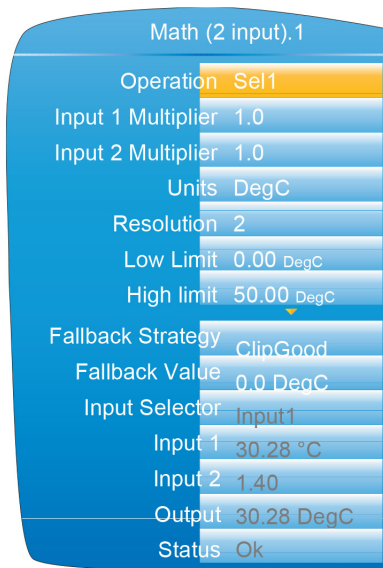 Math (2 input).1
Operation Sel1
Input 1 Multiplier 1.0
Input 2 Multiplier 1.0
Units DegC
Resolution 2
Low Limit 0.00 DegC
High limit 50.00 DegC
Fallback Strategy ClipGood
Fallback Value 0.0 DegC
Input Selector Input1
Input 1 30.28 °C
Input 2 1.40
Output 30.28 DegC
Status Ok